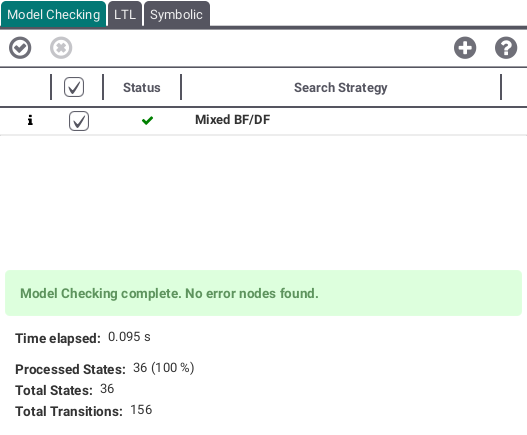 Model Checking LTL Symbolic
Status Search Strategy
Mixed BF/DF
Model Checking complete. No error nodes found.
Time elapsed: 0.095 s
Processed States: 36 (100 %)
Total States: 36
Total Transitions: 156